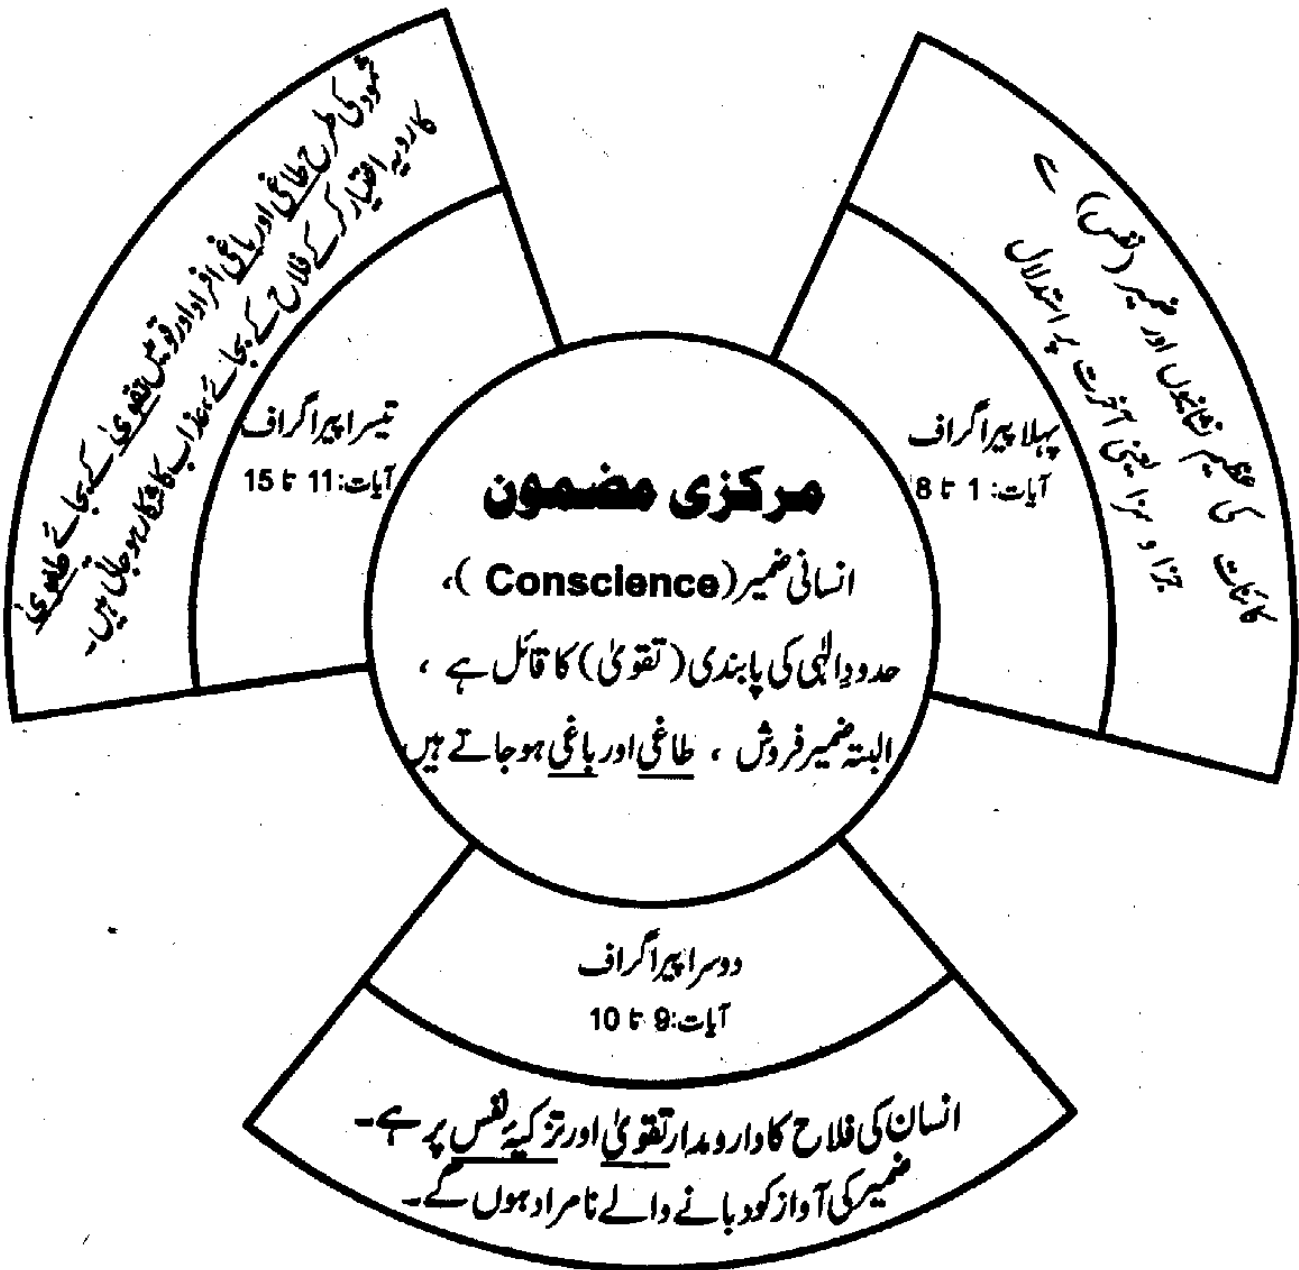 مرکزی مضمون
انسانی ضمیر (Conscience)،
حدودِ الٰہی کی پابندی (تقویٰ) کا قائل ہے ،
البتہ ضمیر فروش ، طاغی اور باغی ہو جاتے ہیں
پہلا پیراگراف
آیات: 1 تا 8
کائنات کی عظیم نشانیوں اور ضمیر (نفس) سے
جزا و سزا یعنی آخرت پر استدلال
دوسرا پیراگراف
آیات: 9 تا 10
انسان کی فلاح کا دارومدار تقویٰ اور تزکیۂ نفس پر ہے۔
ضمیر کی آواز کو دبانے والے نامراد ہوں گے۔
تیسرا پیراگراف
آیات: 11 تا 15
ثمود کی طرح طاغی اور باغی افراد اور قومیں تقویٰ کے بجائے طغویٰ
کا رویہ اختیار کر کے فلاح کے بجائے، عذاب کا شکار ہو جاتی ہیں۔